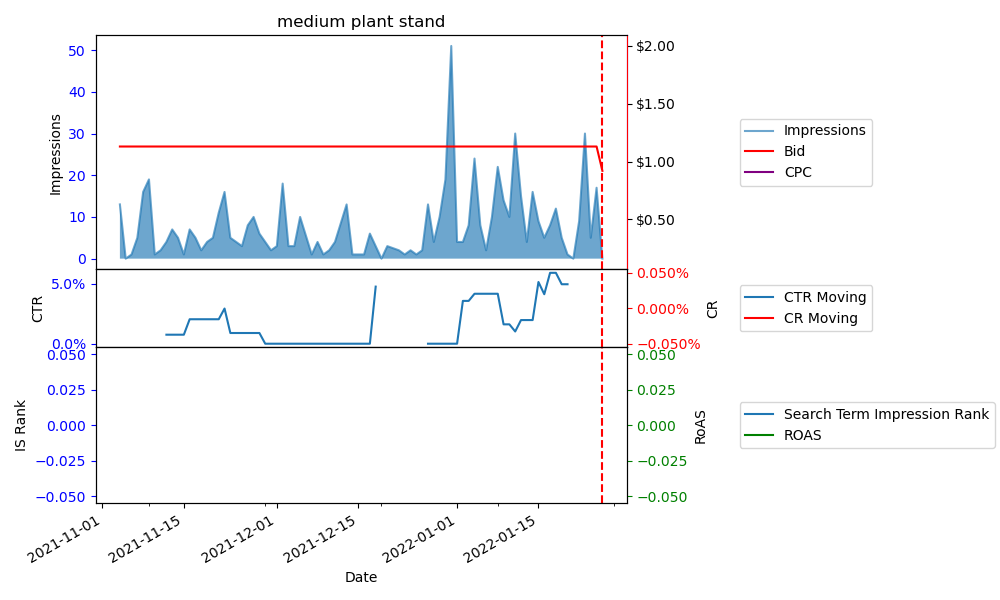 medium plant stand
50
40
30
20
10
0
Impressions
$2.00
$1.50
$1.00
$0.50
Impressions
Bid
CPC
5.0%
0.0%
CTR
0.050%
0.000%
−0.050%
CR
CTR Moving
CR Moving
0.050
0.025
0.000
−0.025
−0.050
IS Rank
0.050
0.025
0.000
−0.025
−0.050
RoAS
Search Term Impression Rank
ROAS
2021-11-01
2021-11-15
2021-12-01
2021-12-15
2022-01-01
2022-01-15
Date